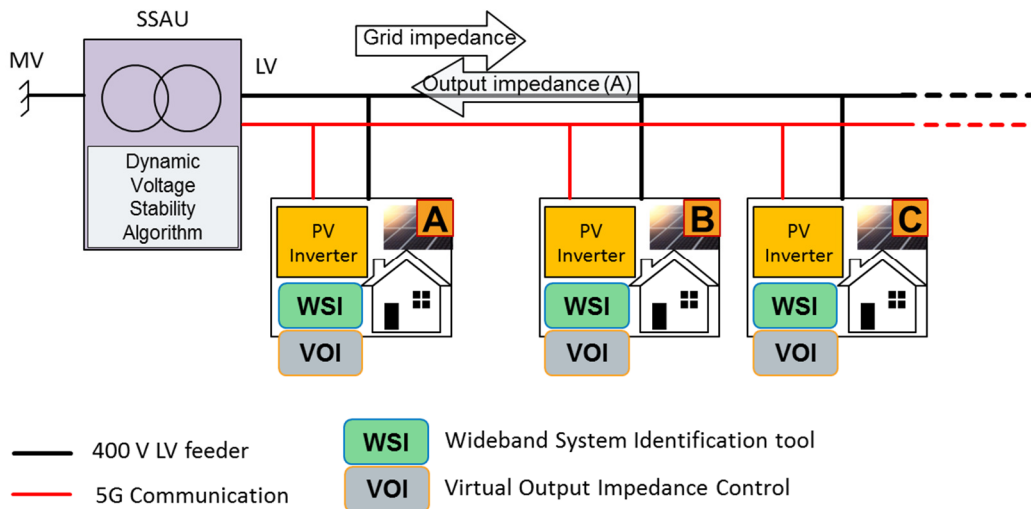 SSAU
MV
LV
Grid impedance
Output impedance (A)
Dynamic
Voltage
Stability
Algorithm
PV
Inverter
A
WSI
VOI
PV
Inverter
B
WSI
VOI
PV
Inverter
C
WSI
VOI
400 V LV feeder
5G Communication
WSI
Wideband System Identification tool
VOI
Virtual Output Impedance Control